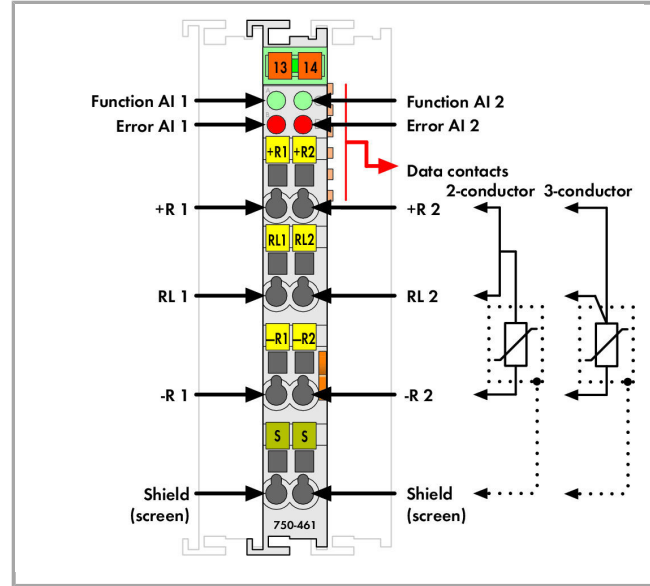 13 14
Function AI 1
Function AI 2
Error AI 1
Error AI 2
+R1 +R2
Data contacts
2-conductor
3-conductor
+R 1
+R 2
RL1 RL2
RL 1
RL 2
–R1 –R2
-R 1
-R 2
S S
Shield
(screen)
Shield
(screen)
750-461